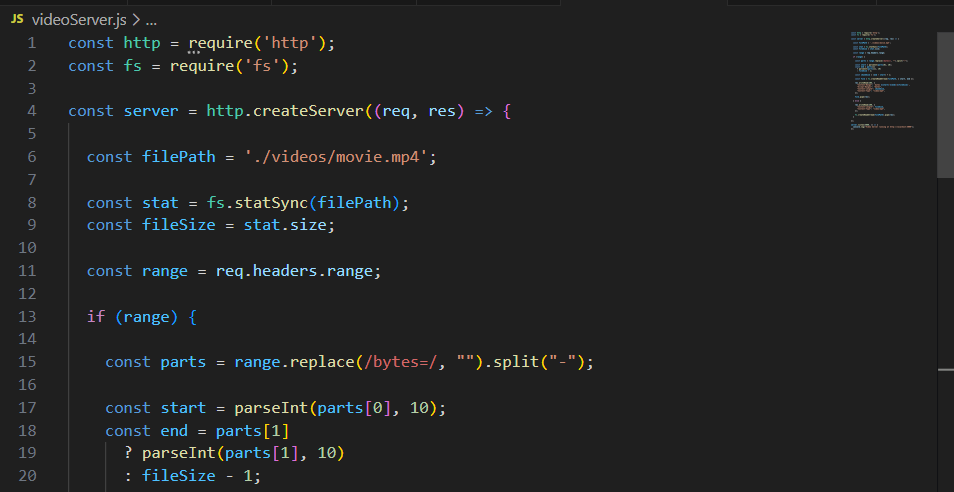 JS videoServer.js > ...
1 const http = require('http');
2 const fs = require('fs');
3
4 const server = http.createServer((req, res) => {
5
6 const filePath = './videos/movie.mp4';
7
8 const stat = fs.statSync(filePath);
9 const fileSize = stat.size;
10
11 const range = req.headers.range;
12
13 if (range) {
14
15 const parts = range.replace(/bytes=/, "").split("-");
16
17 const start = parseInt(parts[0], 10);
18 const end = parts[1]
19 ? parseInt(parts[1], 10)
20 : fileSize - 1;